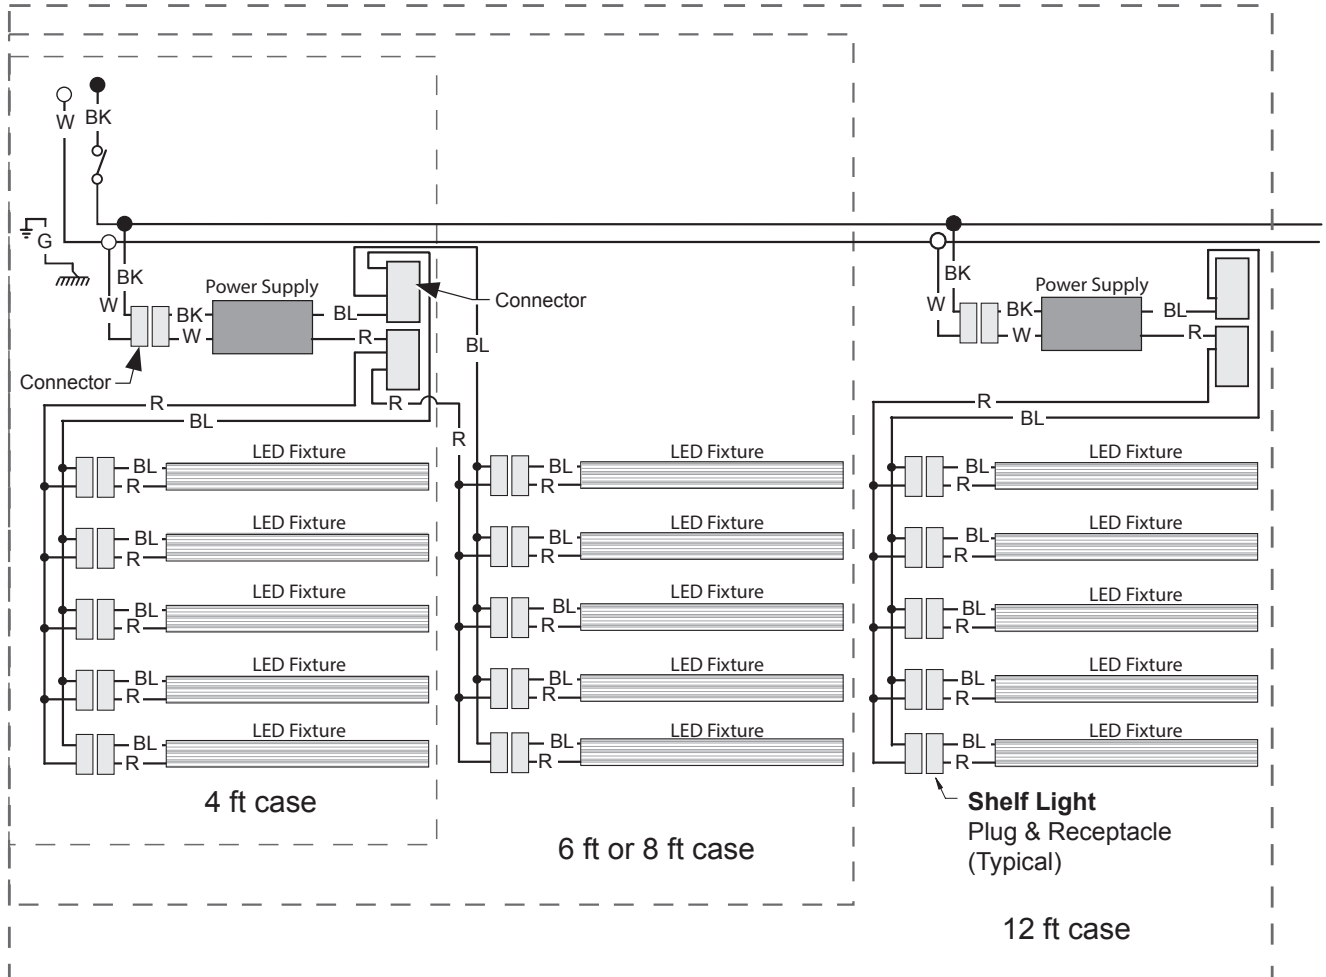 W
BK
G
BK
W
BK
W
Power Supply
BL
R
Connector
Connector
BL
R
BL
R
R
BK
W
BK
W
Power Supply
BL
R
R
BL
LED Fixture
BL
R
LED Fixture
BL
R
LED Fixture
BL
R
LED Fixture
BL
R
LED Fixture
BL
R
4 ft case
LED Fixture
BL
R
LED Fixture
BL
R
LED Fixture
BL
R
LED Fixture
BL
R
LED Fixture
BL
R
6 ft or 8 ft case
LED Fixture
BL
R
LED Fixture
BL
R
LED Fixture
BL
R
LED Fixture
BL
R
LED Fixture
BL
R
Shelf Light
Plug & Receptacle
(Typical)
12 ft case